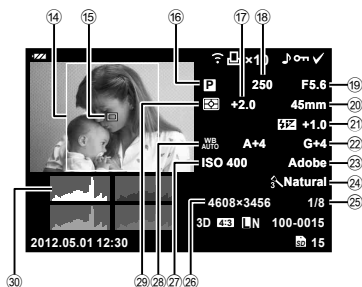 ⑭ ⑮ ⑯ ⑰ ⑱
×10
P 250 F5.6 ⑲
+2.0 45mm ⑳
+1.0 ㉑
WB AUTO A+4 G+4 ㉒
ISO 400 Adobe ㉓
3 Natural ㉔
4608×3456 1/8 ㉕
3D 4:3 LN 100-0015
2012.05.01 12:30 SD 15
㉚ ㉙ ㉘ ㉗ ㉖